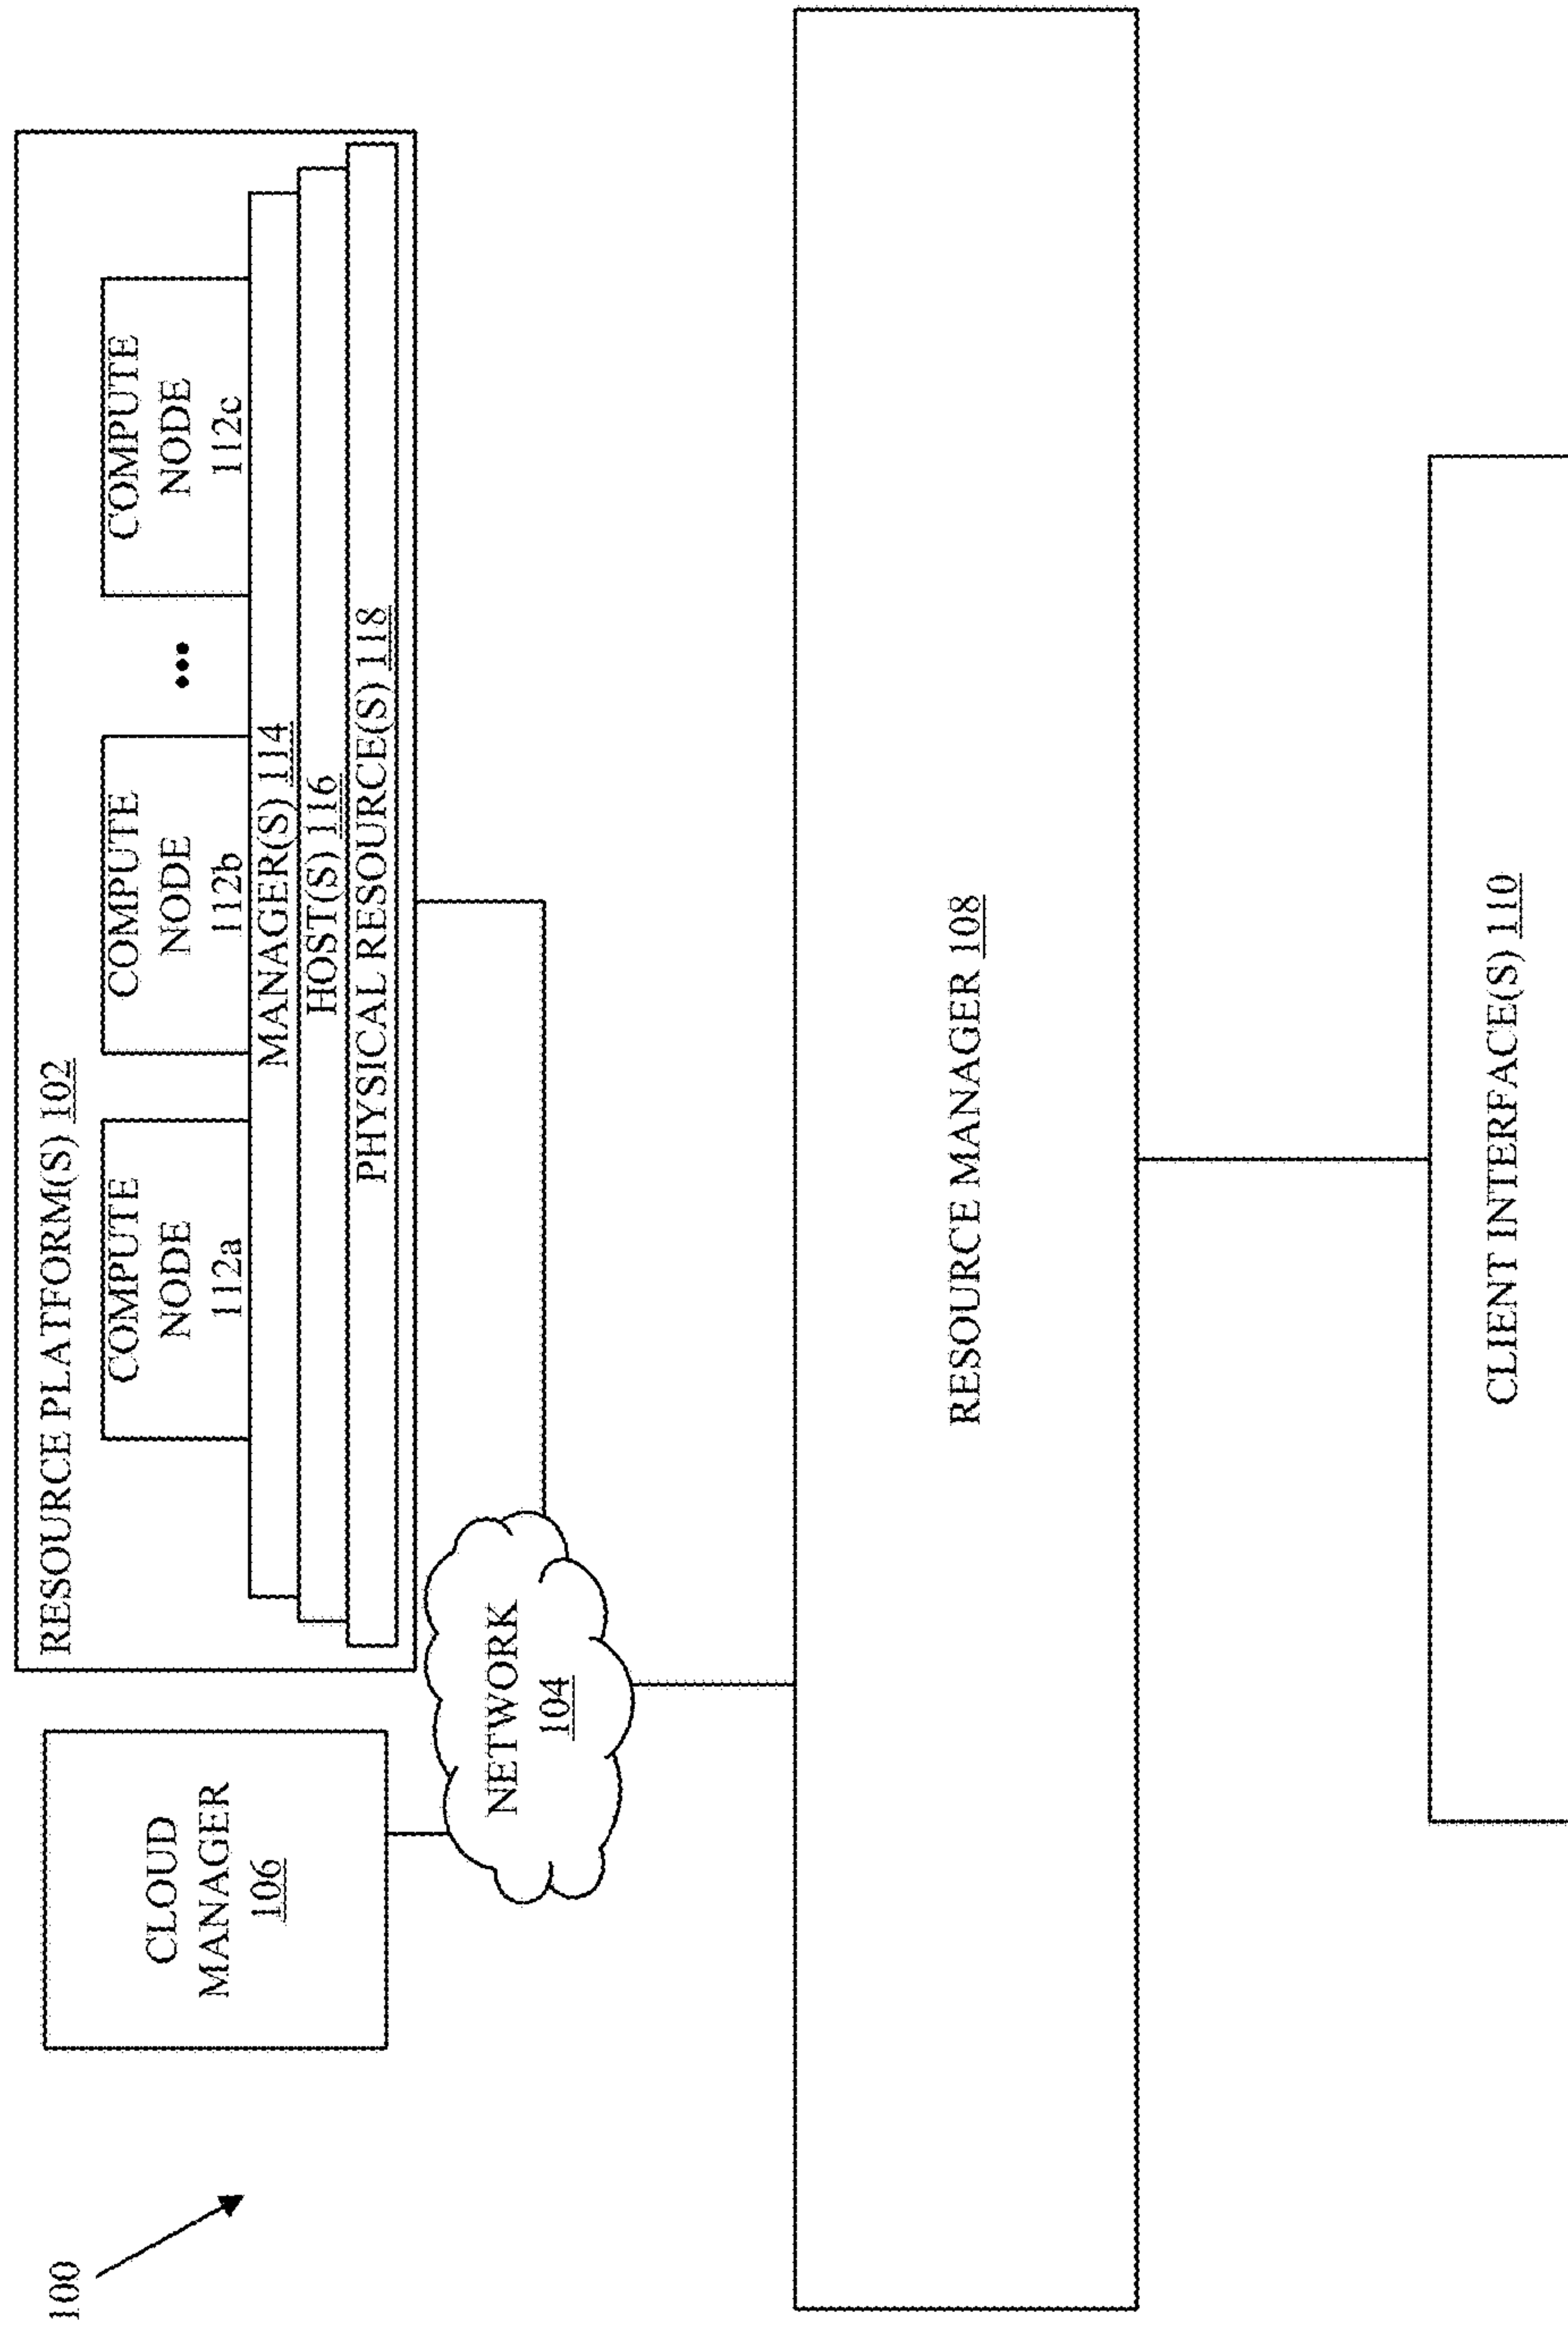 100
CLOUD
MANAGER
106
RESOURCE PLATFORM(S) 102
COMPUTE
NODE
112a
COMPUTE
NODE
112b
...
COMPUTE
NODE
112c
MANAGER(S) 114
HOST(S) 116
PHYSICAL RESOURCE(S) 118
NETWORK
104
RESOURCE MANAGER 108
CLIENT INTERFACE(S) 110